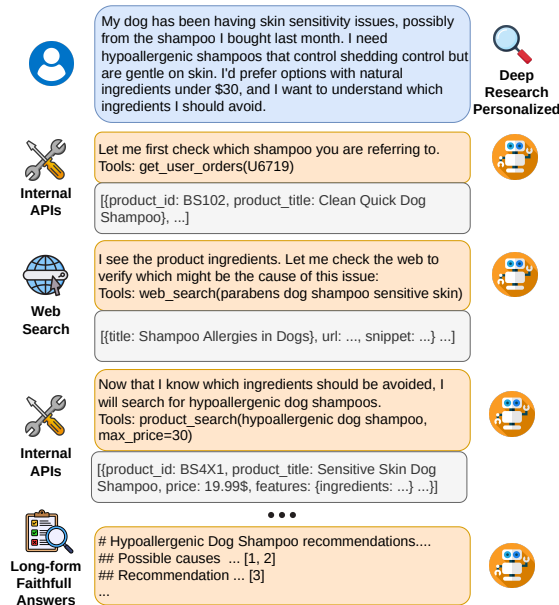 My dog has been having skin sensitivity issues, possibly
from the shampoo I bought last month. I need
hypoallergenic shampoos that control shedding control but
are gentle on skin. I'd prefer options with natural
ingredients under $30, and I want to understand which
ingredients I should avoid.
Deep
Research
Personalized
Let me first check which shampoo you are referring to.
Tools: get_user_orders(U6719)
Internal
APIs
[{product_id: BS102, product_title: Clean Quick Dog
Shampoo}, ...]
I see the product ingredients. Let me check the web to
verify which might be the cause of this issue:
Tools: web_search(parabens dog shampoo sensitive skin)
Web
Search
[{title: Shampoo Allergies in Dogs}, url: ..., snippet: ...} ...]
Now that I know which ingredients should be avoided, I
will search for hypoallergenic dog shampoos.
Tools: product_search(hypoallergenic dog shampoo,
max_price=30)
Internal
APIs
[{product_id: BS4X1, product_title: Sensitive Skin Dog
Shampoo, price: 19.99$, features: {ingredients: ...} ...}]
...
Long-form
Faithfull
Answers
# Hypoallergenic Dog Shampoo recommendations....
## Possible causes ... [1, 2]
## Recommendation ... [3]
...